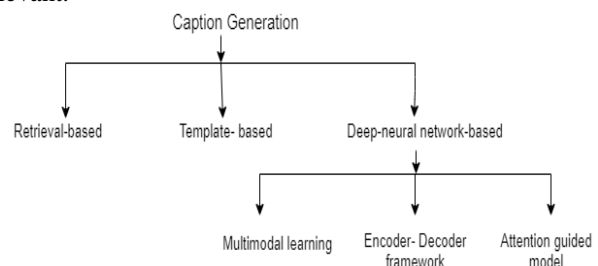 Caption Generation
Retrieval-based
Template- based
Deep-neural network-based
Multimodal learning
Encoder- Decoder
framework
Attention guided
model